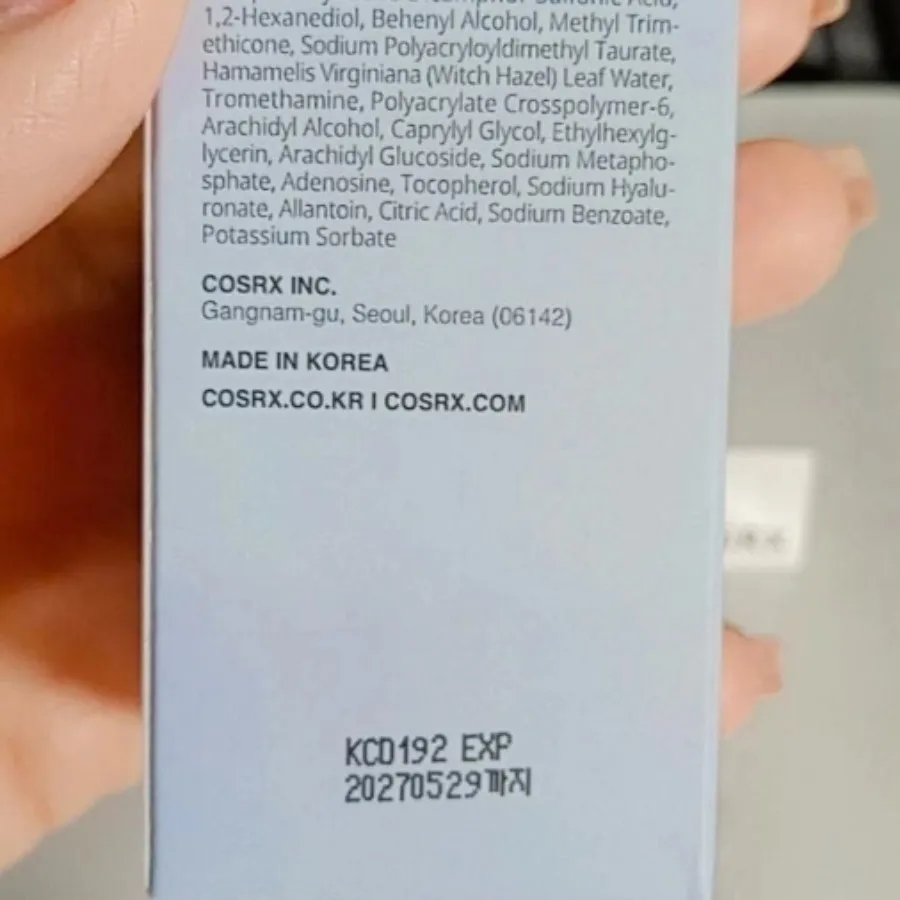 1,2-Hexanediol, Behenyl Alcohol, Methyl Trim-
ethicone, Sodium Polyacryloyldimethyl Taurate,
Hamamelis Virginiana (Witch Hazel) Leaf Water,
Tromethamine, Polyacrylate Crosspolymer-6,
Arachidyl Alcohol, Caprylyl Glycol, Ethylhexylg-
lycerin, Arachidyl Glucoside, Sodium Metapho-
sphate, Adenosine, Tocopherol, Sodium Hyalu-
ronate, Allantoin, Citric Acid, Sodium Benzoate,
Potassium Sorbate
COSRX INC.
Gangnam-gu, Seoul, Korea (06142)
MADE IN KOREA
COSRX.CO.KR I COSRX.COM
KCD192 EXP
20270529까지